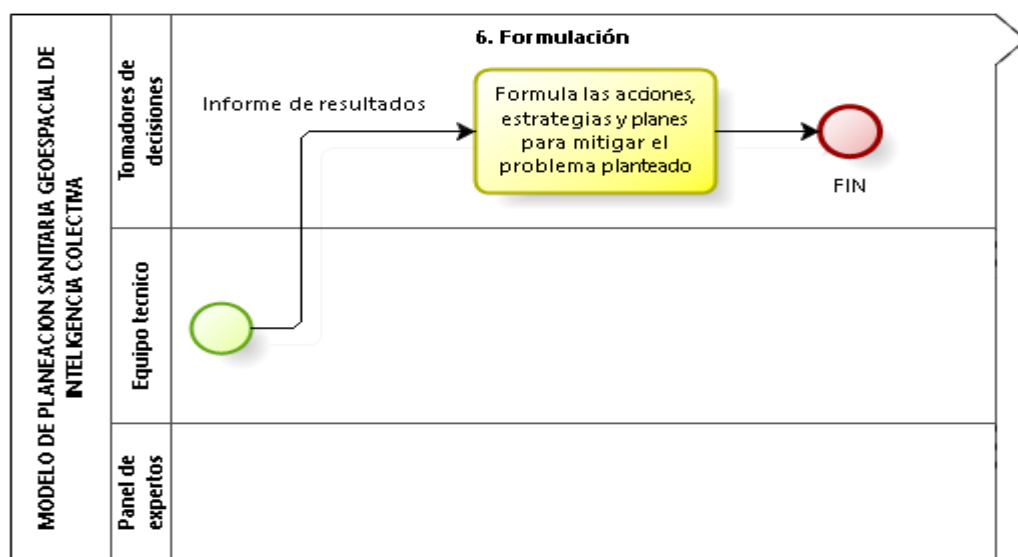 MODELO DE PLANEACION SANITARIA GEOESPACIAL DE
INTELIGENCIA COLECTIVA
Tomadores de
decisiones
6. Formulación
Informe de resultados
Formula las acciones,
estrategias y planes
para mitigar el
problema planteado
FIN
Equipo tecnico
Panel de
expertos